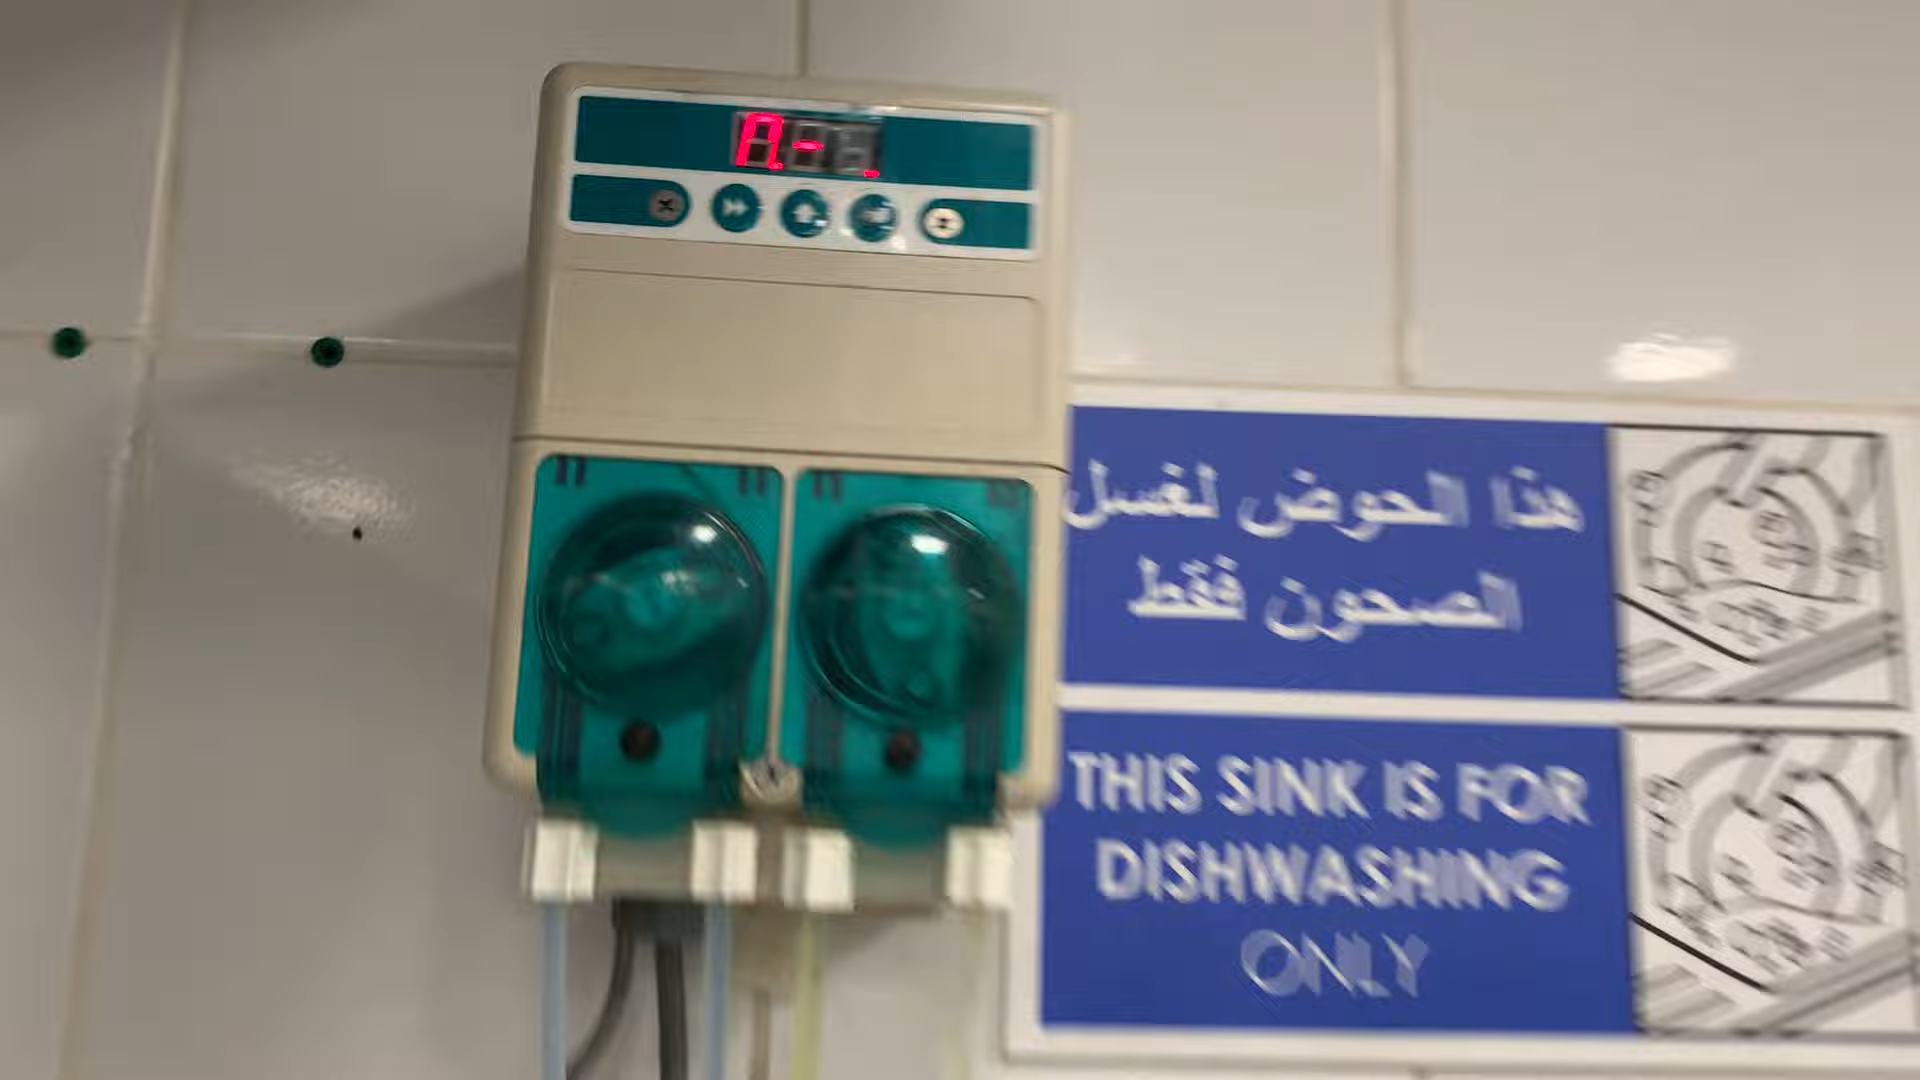 A.-
هذا الحوض لغسل
الصحون فقط
THIS SINK IS FOR
DISHWASHING
ONLY